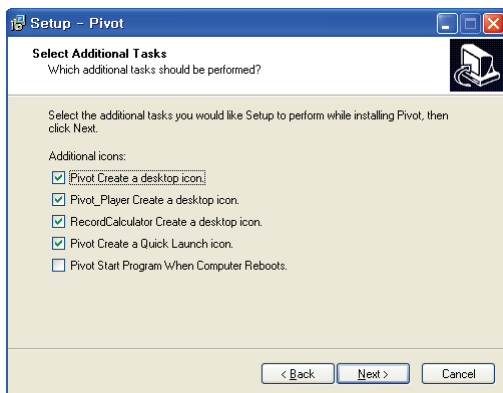 Setup - Pivot
Select Additional Tasks
Which additional tasks should be performed?
Select the additional tasks you would like Setup to perform while installing Pivot, then
click Next.
Additional icons:
Pivot Create a desktop icon.
Pivot_Player Create a desktop icon.
RecordCalculator Create a desktop icon.
Pivot Create a Quick Launch icon.
Pivot Start Program When Computer Reboots.
< Back Next > Cancel